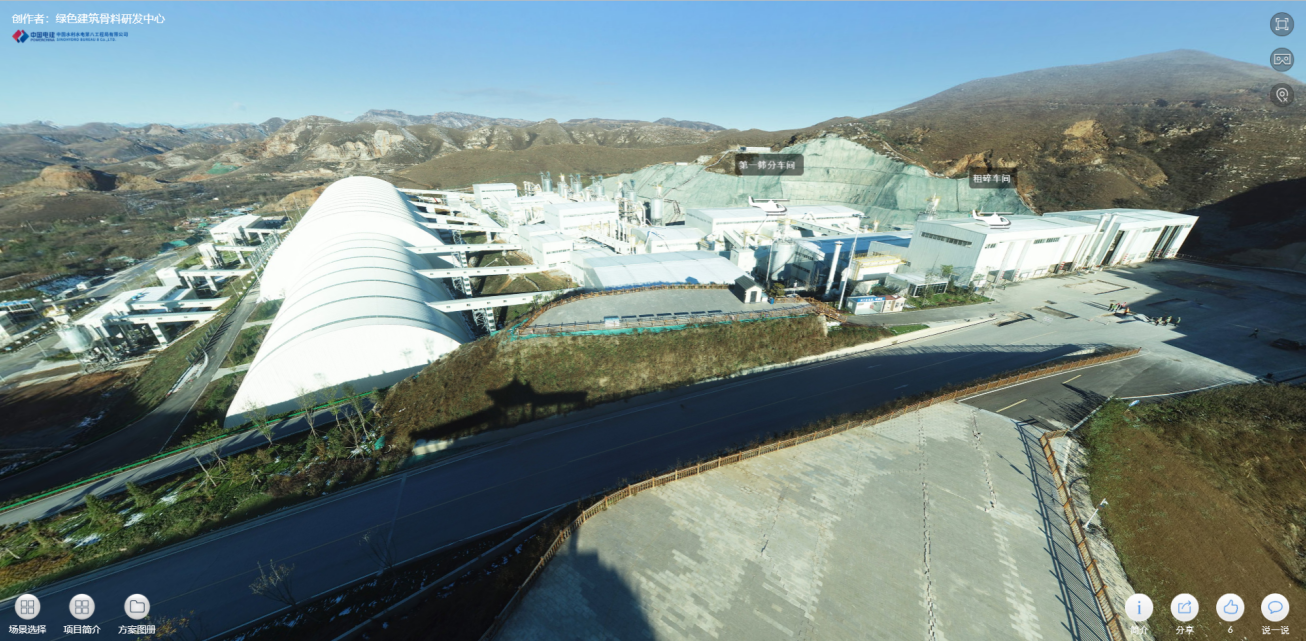 创作者：绿色建筑骨料研发中心
中国电建
第一筛分车间
粗碎车间
场景选择
项目简介
方案图册
简介
分享
6
说一说